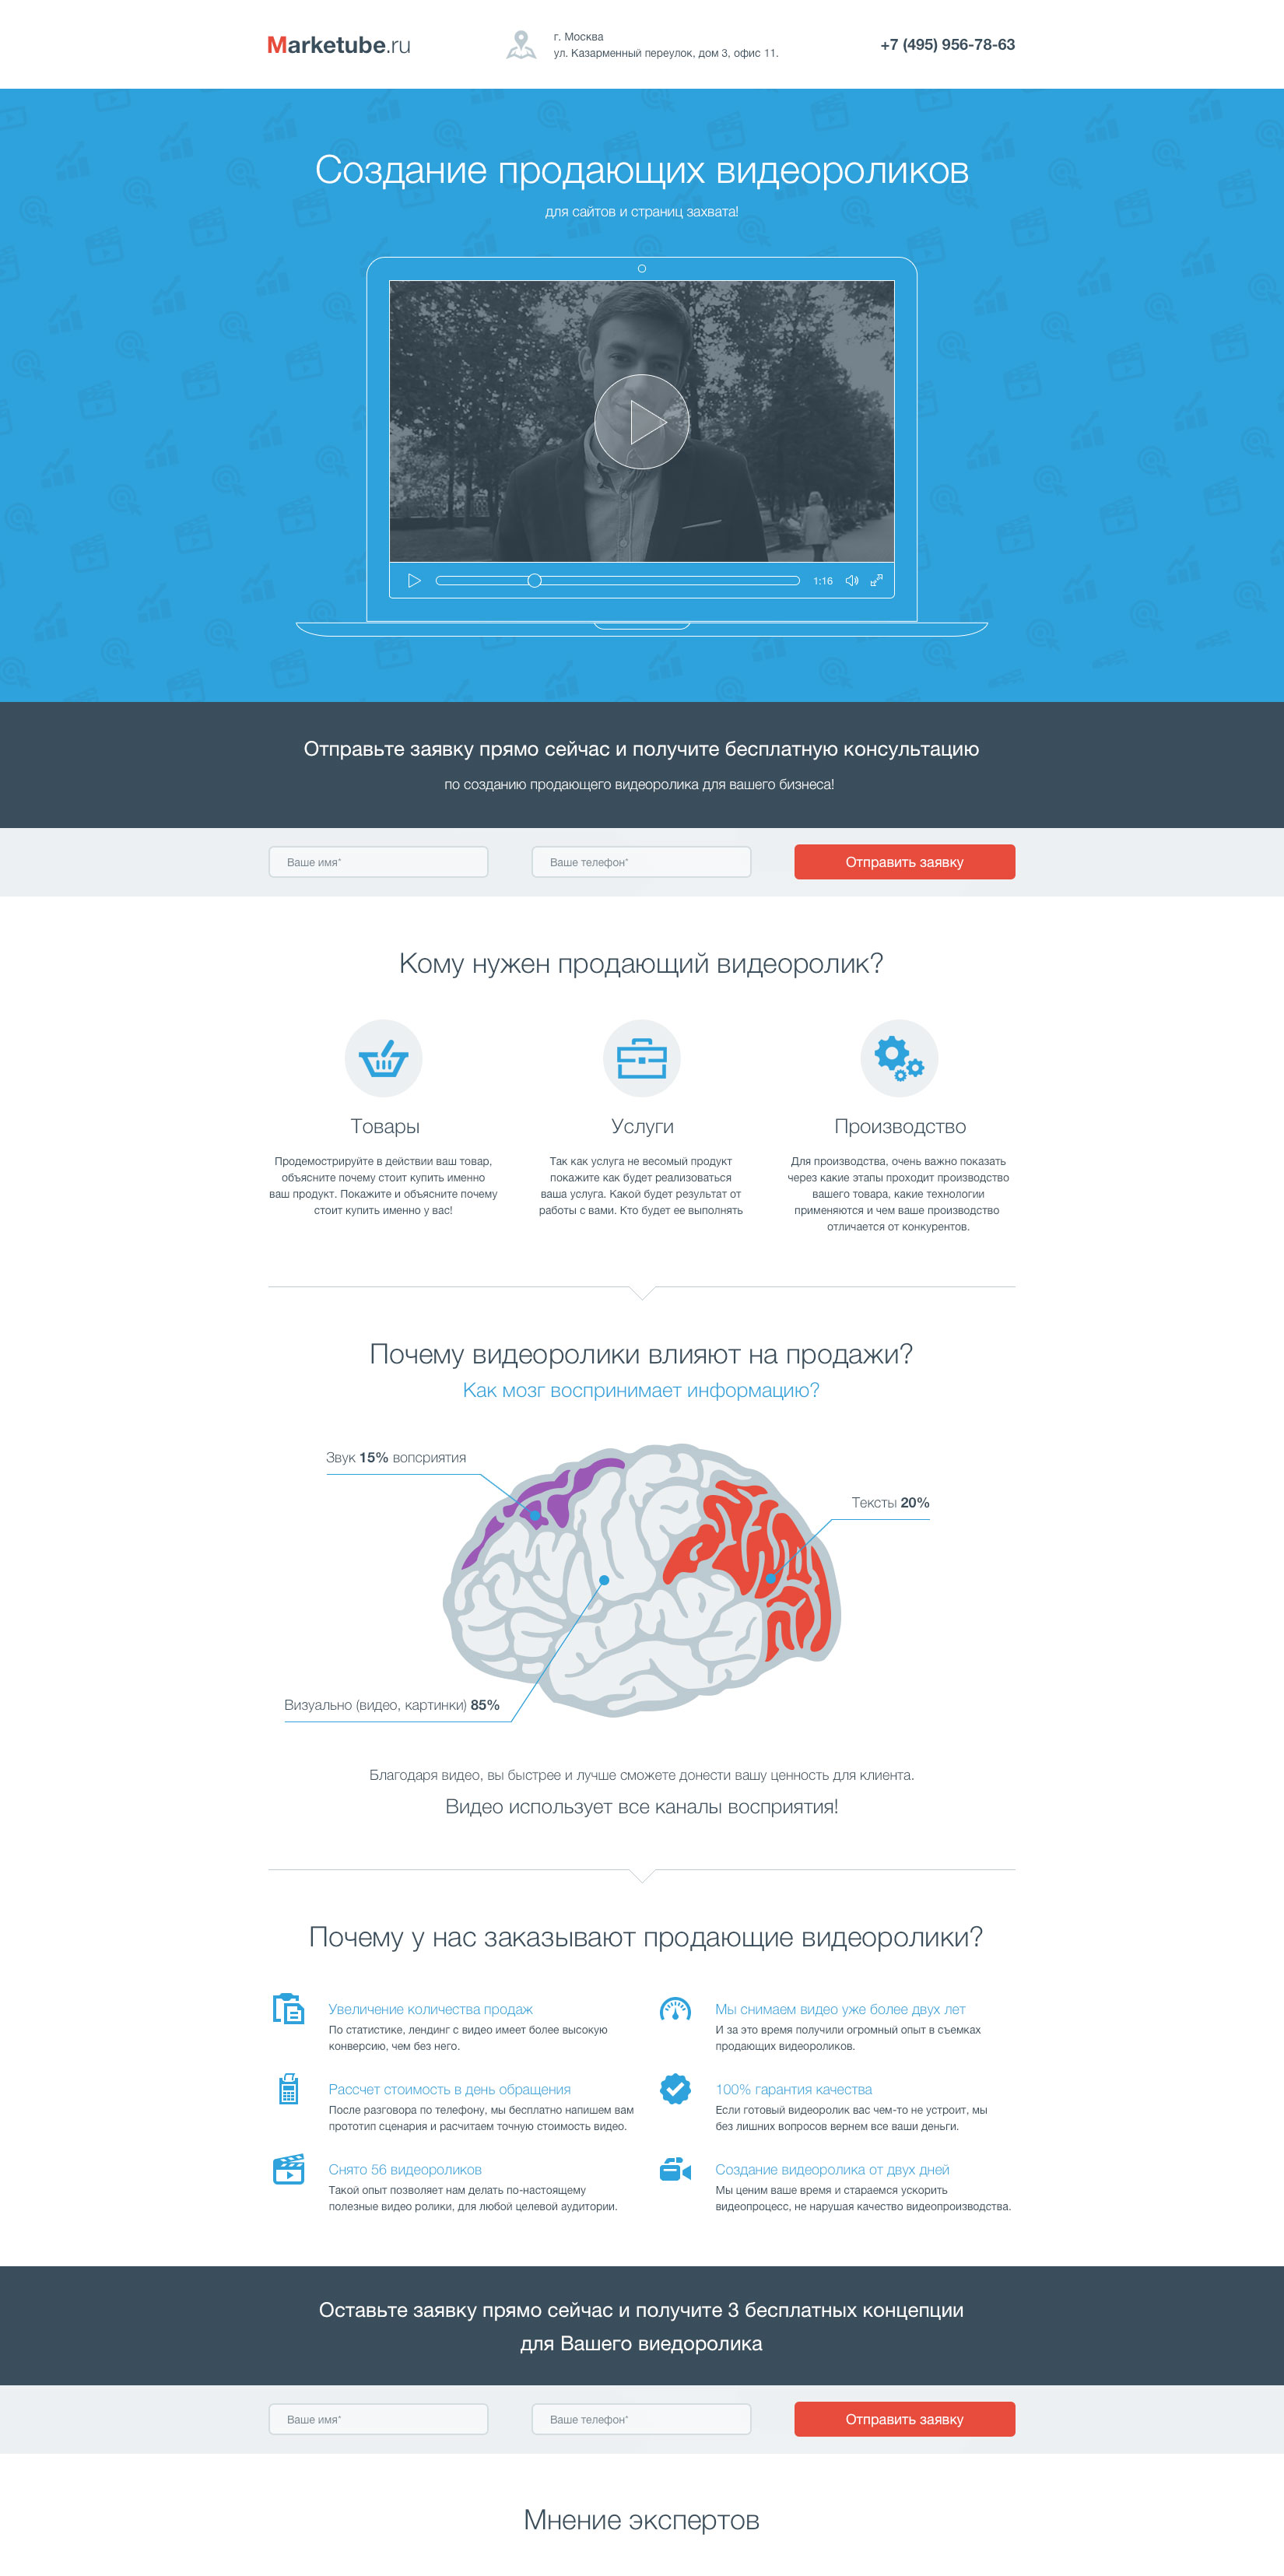 Marketube.ru
г. Москва
ул. Казарменный переулок, дом 3, офис 11.
+7 (495) 956-78-63
Создание продающих видеороликов
для сайтов и страниц захвата!
1:16
Отправьте заявку прямо сейчас и получите бесплатную консультацию
по созданию продающего видеоролика для вашего бизнеса!
Ваше имя*
Ваше телефон*
Отправить заявку
Кому нужен продающий видеоролик?
Товары
Продемострируйте в действии ваш товар,
объясните почему стоит купить именно
ваш продукт. Покажите и объясните почему
стоит купить именно у вас!
Услуги
Так как услуга не весомый продукт
покажите как будет реализоваться
ваша услуга. Какой будет результат от
работы с вами. Кто будет ее выполнять
Производство
Для производства, очень важно показать
через какие этапы проходит производство
вашего товара, какие технологии
применяются и чем ваше производство
отличается от конкурентов.
Почему видеоролики влияют на продажи?
Как мозг воспринимает информацию?
Звук 15% вопсриятия
Тексты 20%
Визуально (видео, картинки) 85%
Благодаря видео, вы быстрее и лучше сможете донести вашу ценность для клиента.
Видео использует все каналы восприятия!
Почему у нас заказывают продающие видеоролики?
Увеличение количества продаж
По статистике, лендинг с видео имеет более высокую
конверсию, чем без него.
Мы снимаем видео уже более двух лет
И за это время получили огромный опыт в съемках
продающих видеороликов.
Рассчет стоимость в день обращения
После разговора по телефону, мы бесплатно напишем вам
прототип сценария и расчитаем точную стоимость видео.
100% гарантия качества
Если готовый видеоролик вас чем-то не устроит, мы
без лишних вопросов вернем все ваши деньги.
Снято 56 видеороликов
Такой опыт позволяет нам делать по-настоящему
полезные видео ролики, для любой целевой аудитории.
Создание видеоролика от двух дней
Мы ценим ваше время и стараемся ускорить
видеопроцесс, не нарушая качество видеопроизводства.
Оставьте заявку прямо сейчас и получите 3 бесплатных концепции
для Вашего виедоролика
Ваше имя*
Ваше телефон*
Отправить заявку
Мнение экспертов